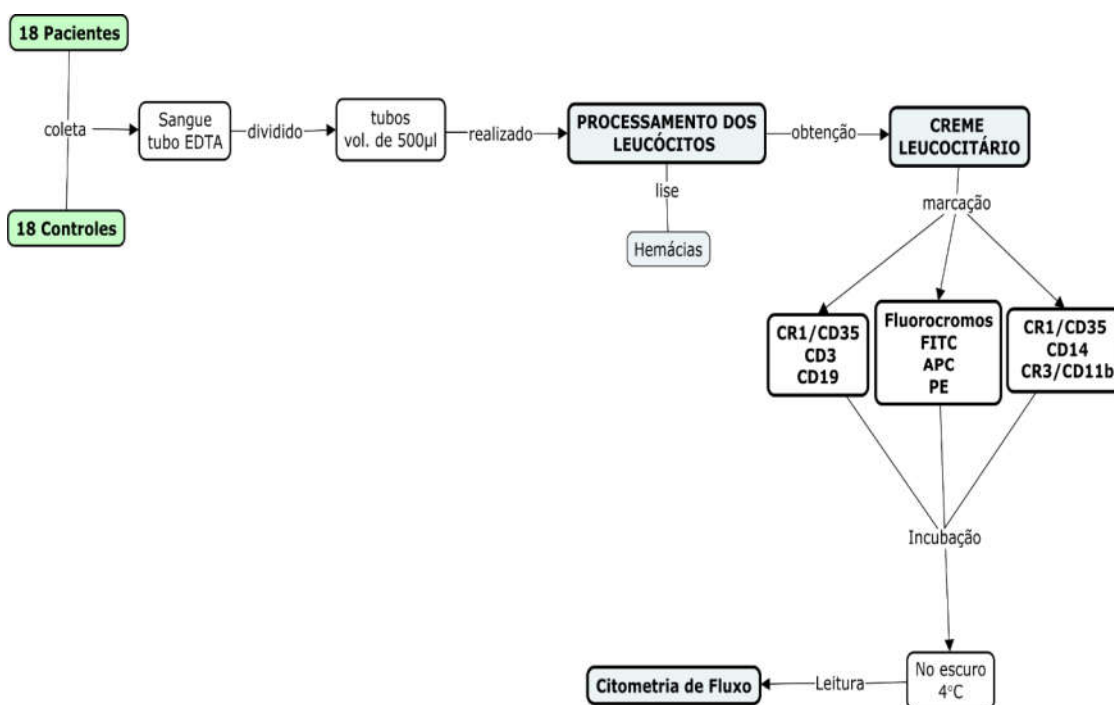 18 Pacientes
coleta
18 Controles
Sangue
tubo EDTA
dividido
tubos
vol. de 500µl
realizado
PROCESSAMENTO DOS
LEUCÓCITOS
lise
Hemácias
obtenção
CREME
LEUCOCITÁRIO
marcação
CR1/CD35
CD3
CD19
Fluorocromos
FITC
APC
PE
CR1/CD35
CD14
CR3/CD11b
Incubação
No escuro
4°C
Leitura
Citometria de Fluxo